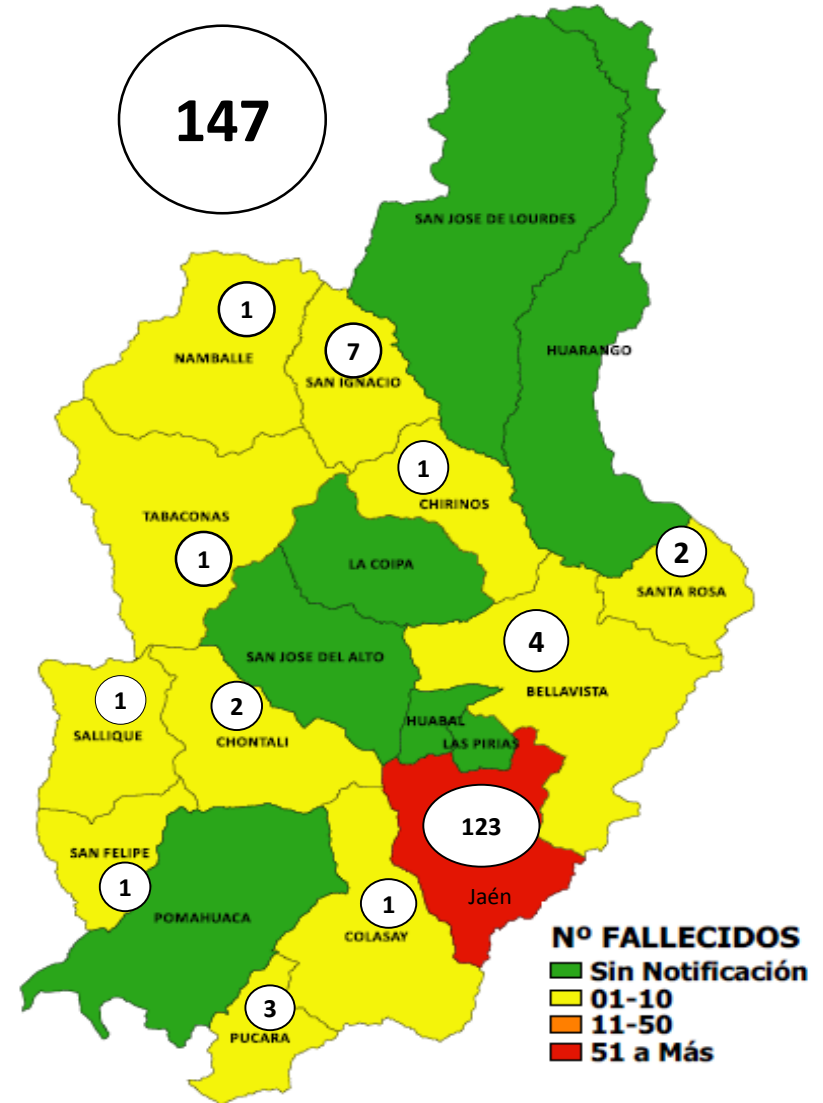 147
SAN JOSE DE LOURDES
1
NAMBALLE
7
SAN IGNACIO
HUARANGO
1
CHIRINOS
TABACONAS
1
LA COIPA
2
SANTA ROSA
4
BELLAVISTA
SAN JOSE DEL ALTO
1
SALLIQUE
2
CHONTALI
HUABAL
LAS PIRIAS
123
Jaén
SAN FELIPE
1
POMAHUACA
1
COLASAY
3
PUCARA
Nº FALLECIDOS
Sin Notificación
01-10
11-50
51 a Más